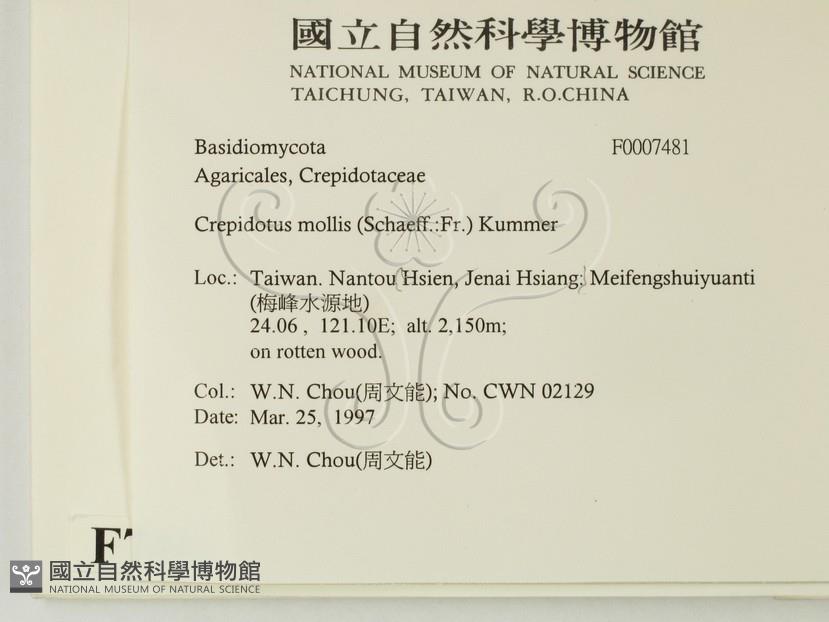 國立自然科學博物館
NATIONAL MUSEUM OF NATURAL SCIENCE
TAICHUNG, TAIWAN, R.O.CHINA
Basidiomycota F0007481
Agaricales, Crepidotaceae
Crepidotus mollis (Schaeff.:Fr.) Kummer
Loc.: Taiwan. Nantou Hsien, Jenai Hsiang; Meifengshuiyuanti
(梅峰水源地)
24.06 , 121.10E; alt. 2,150m;
on rotten wood.
Col.: W.N. Chou(周文能); No. CWN 02129
Date: Mar. 25, 1997
Det.: W.N. Chou(周文能)
國立自然科學博物館
NATIONAL MUSEUM OF NATURAL SCIENCE